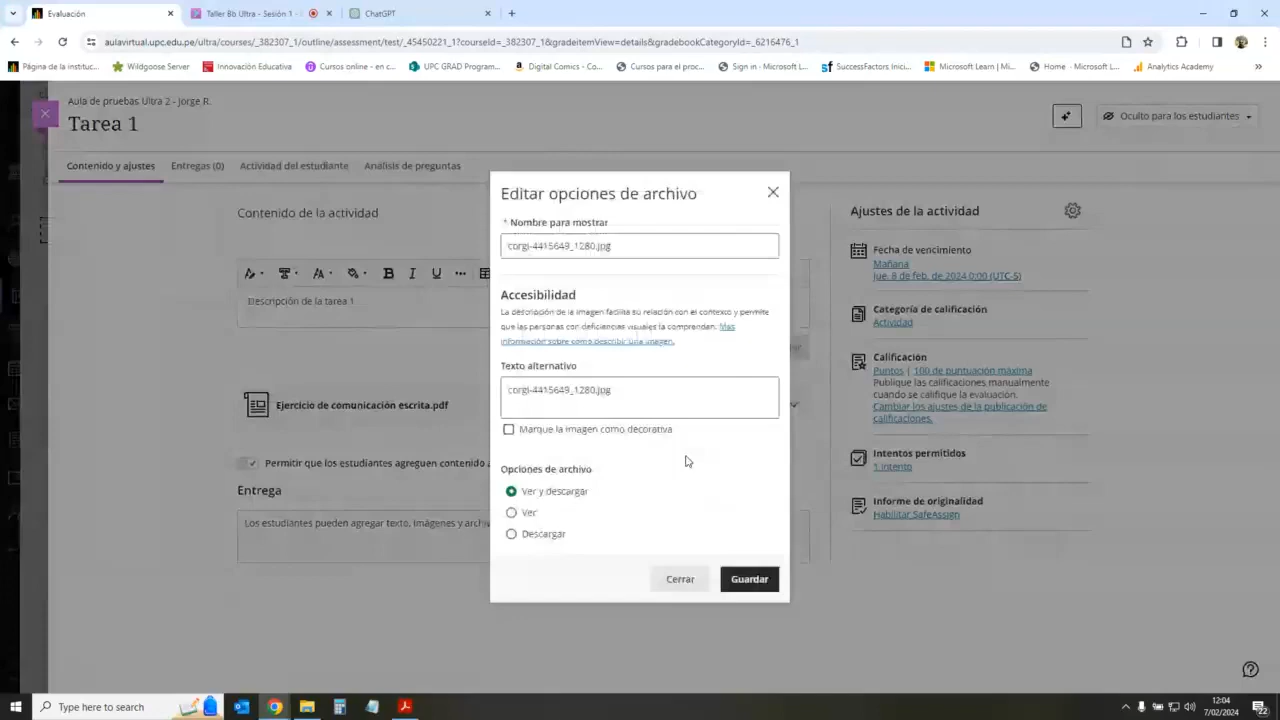 Evaluación
Taller Bb Ultra - Sesión 1 -
ChatGPT
aulavirtual.upc.edu.pe/ultra/courses/_382307_1/outline/assessment/test/_45450221_1?courseId=_382307_1&gradeitemView=details&gradebookCategoryId=_6216476_1
Página de la instituc...
Wildgoose Server
Innovación Educativa
Cursos online - en c...
UPC GRAD Program...
Digital Comics - Co...
Cursos para el proc...
Sign in - Microsoft L...
SuccessFactors Inici...
Microsoft Learn | Mi...
Home - Microsoft L...
Analytics Academy
Aula de pruebas Ultra 2 - Jorge R.
Tarea 1
Oculto para los estudiantes
Contenido y ajustes
Entregas (0)
Actividad del estudiante
Análisis de preguntas
Contenido de la actividad
Descripción de la tarea 1
Ejercicio de comunicación escrita.pdf
Permitir que los estudiantes agreguen contenido a
Entrega
Los estudiantes pueden agregar texto, imágenes y archiv
Editar opciones de archivo
* Nombre para mostrar
corgi-4415649_1280.jpg
Accesibilidad
La descripción de la imagen facilita su relación con el contexto y permite
que las personas con deficiencias visuales la comprendan. Más
información sobre cómo describir una imagen.
Texto alternativo
corgi-4415649_1280.jpg
Marque la imagen como decorativa
Opciones de archivo
Ver y descargar
Ver
Descargar
Cerrar
Guardar
Ajustes de la actividad
Fecha de vencimiento
Mañana
jue. 8 de feb. de 2024 0:00 (UTC-5)
Categoría de calificación
Actividad
Calificación
Puntos | 100 de puntuación máxima
Publique las calificaciones manualmente
cuando se califique la evaluación.
Cambiar los ajustes de la publicación de
calificaciones.
Intentos permitidos
1 intento
Informe de originalidad
Habilitar SafeAssign
Type here to search
12:04
7/02/2024
22